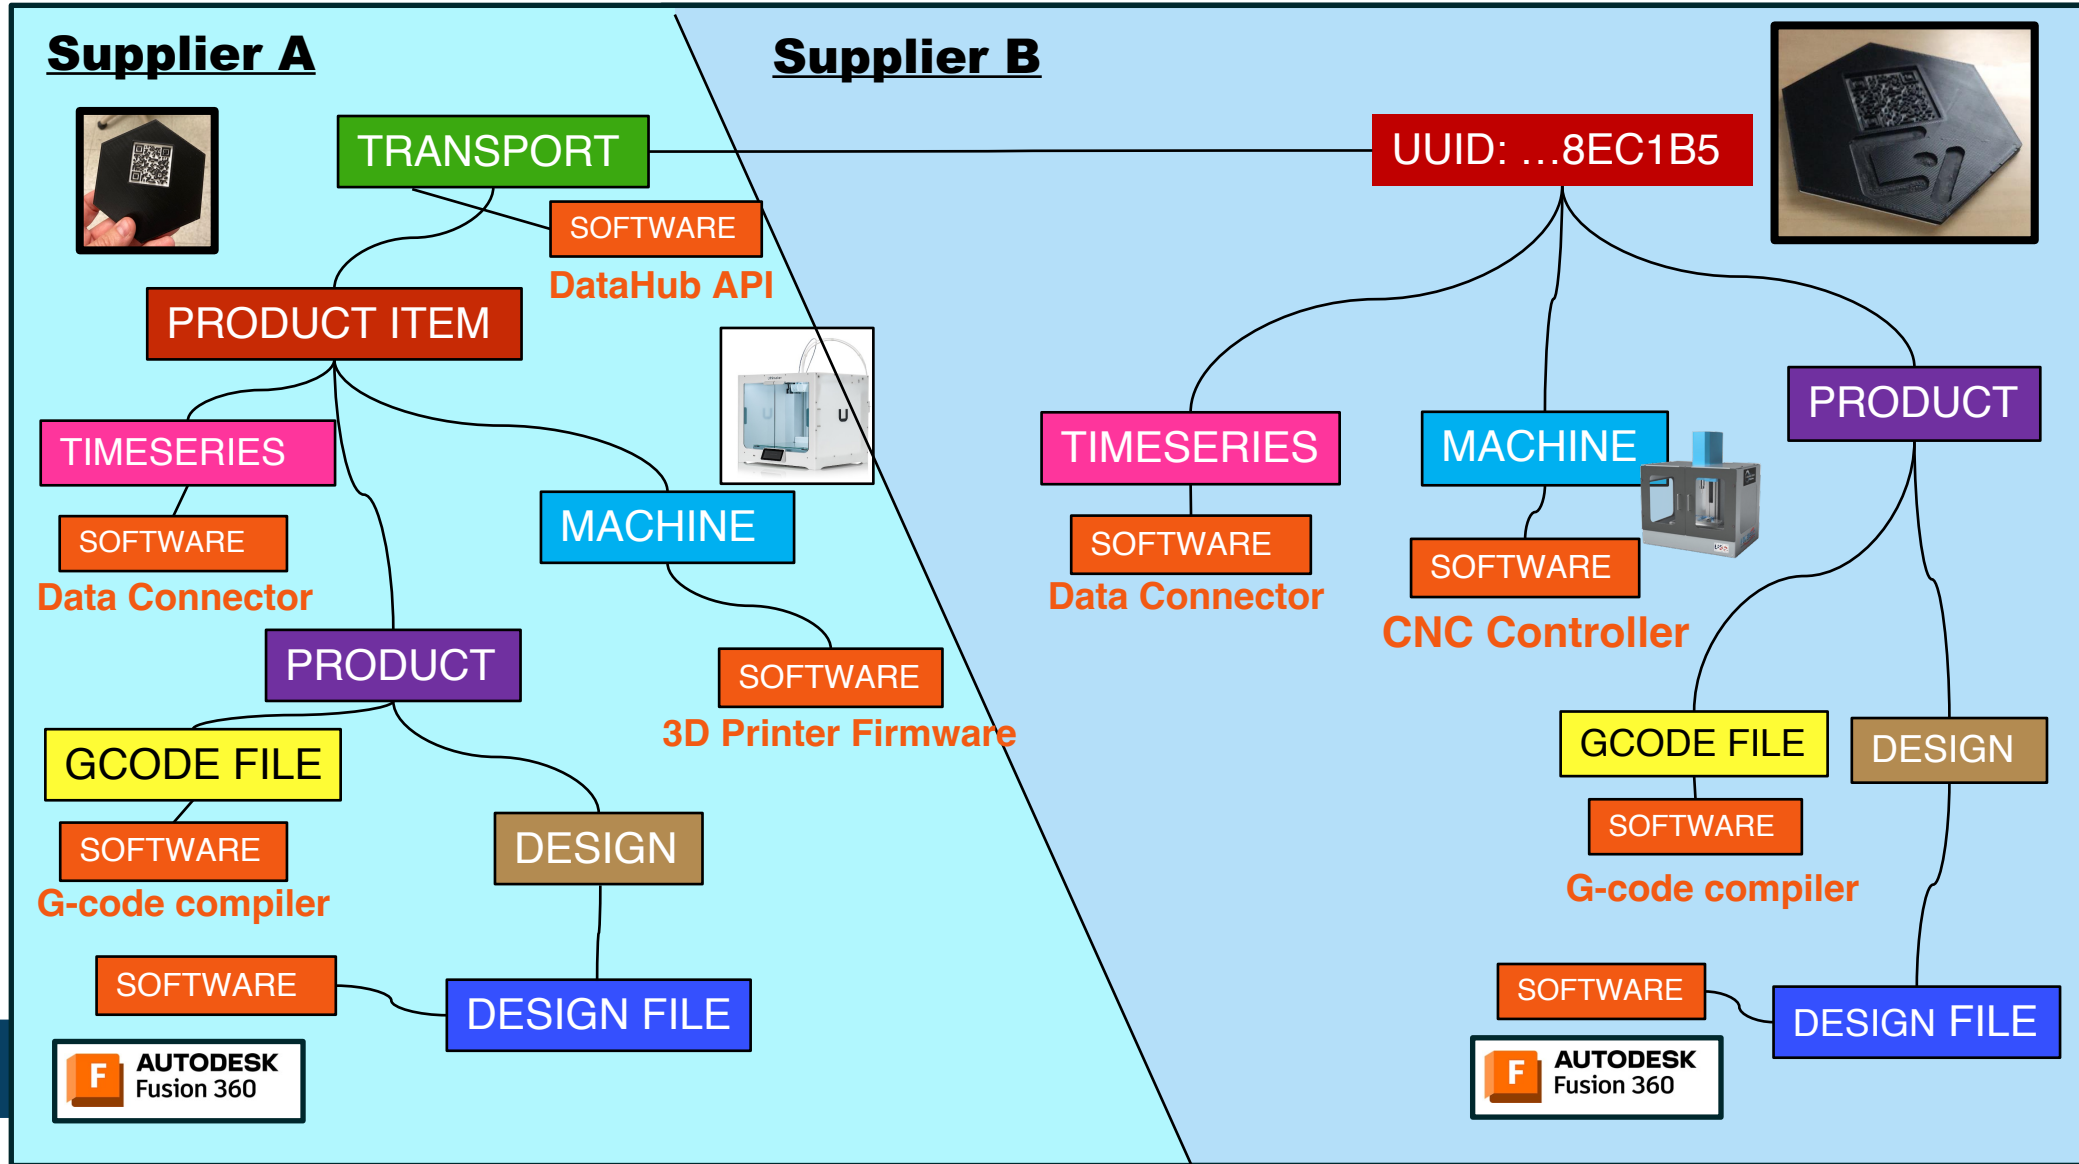 Supplier A
Supplier B
TRANSPORT
UUID: ...8EC1B5
SOFTWARE
DataHub API
PRODUCT ITEM
TIMESERIES
SOFTWARE
Data Connector
MACHINE
SOFTWARE
3D Printer Firmware
PRODUCT
GCODE FILE
SOFTWARE
G-code compiler
DESIGN
SOFTWARE
DESIGN FILE
F
AUTODESK
Fusion 360
U
U
TIMESERIES
SOFTWARE
Data Connector
MACHINE
SOFTWARE
CNC Controller
PRODUCT
GCODE FILE
SOFTWARE
G-code compiler
DESIGN
SOFTWARE
DESIGN FILE
F
AUTODESK
Fusion 360